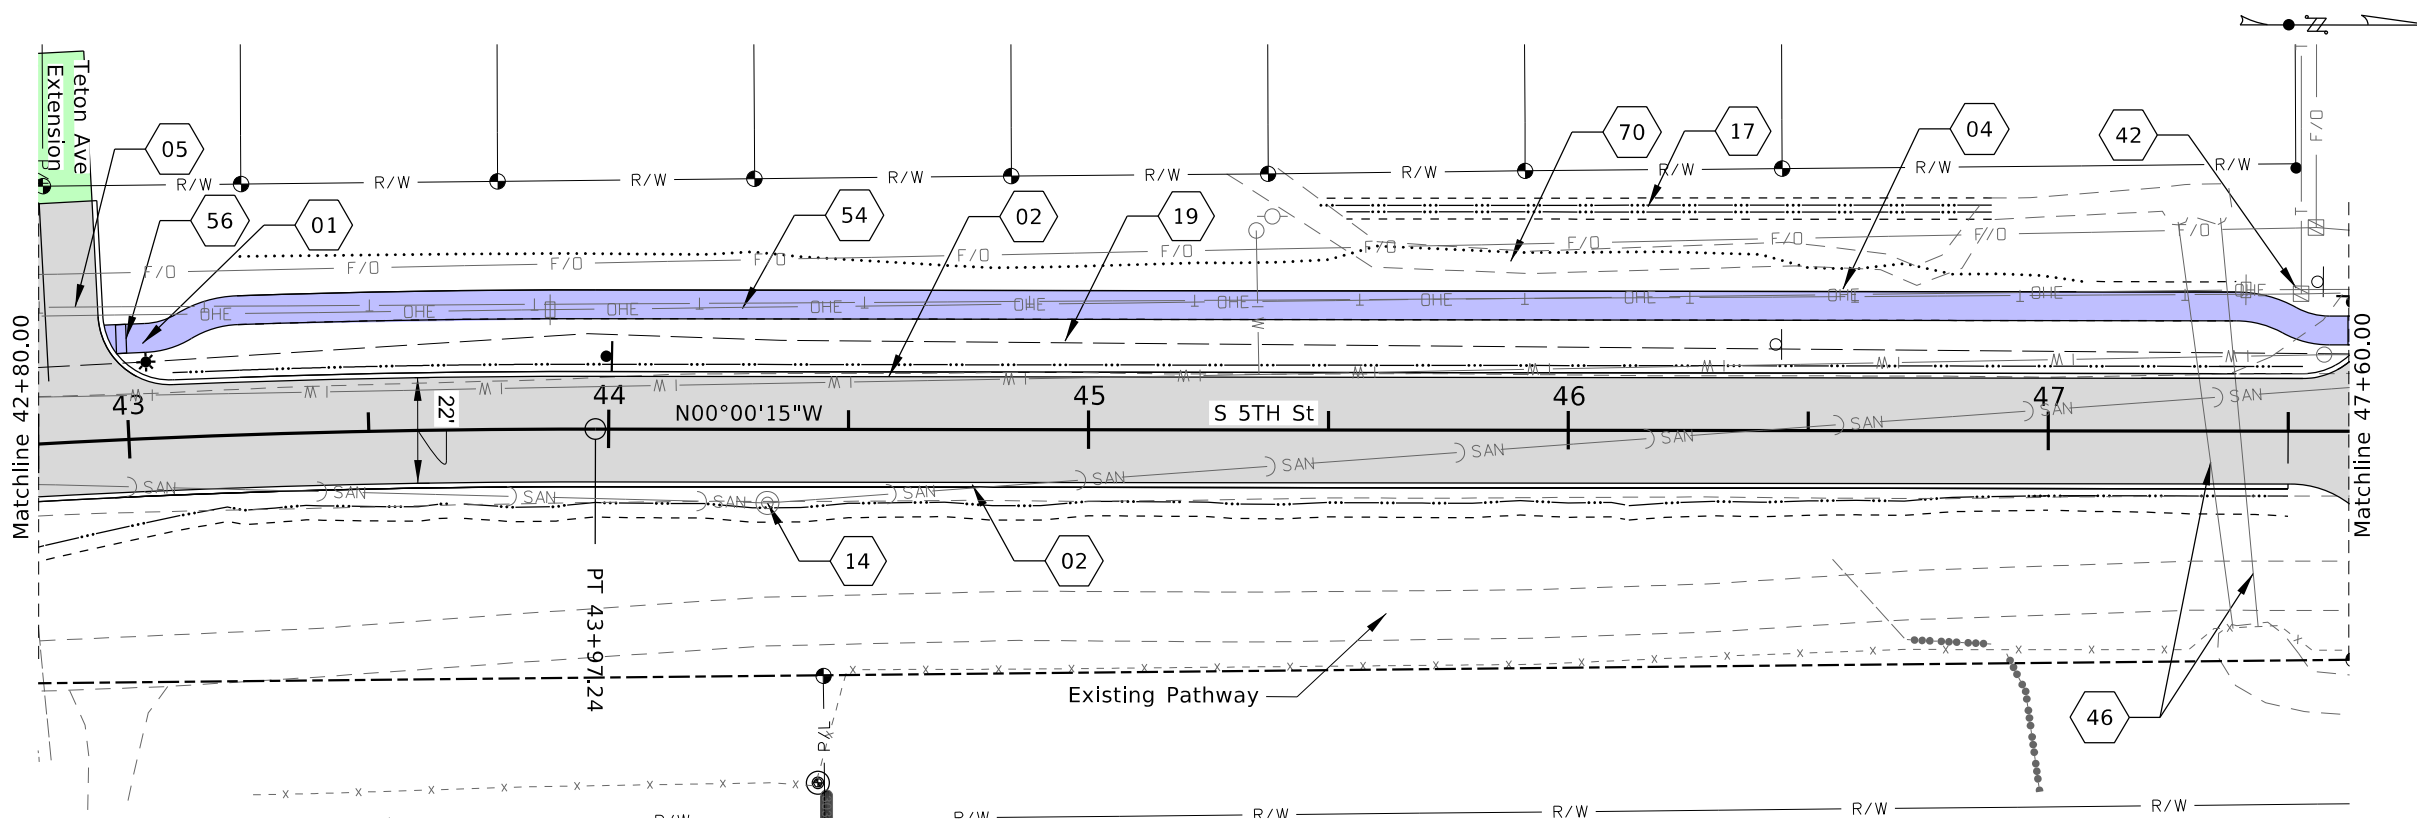 N
Teton Ave
Extension
05
56
01
54
02
19
70
17
04
42
R/W
R/W
R/W
R/W
R/W
R/W
R/W
R/W
R/W
F/O
F/O
F/O
F/O
F/O
F/O
F/O
F/O
F/O
F/O
F/O
T
T
OHE
OHE
OHE
OHE
OHE
OHE
OHE
OHE
OHE
OHE
OHE
W
W
W
W
W
W
W
W
W
W
W
W
W
W
Matchline 42+80.00
Matchline 47+60.00
43
44
45
46
47
22'
N00°00'15"W
S 5TH St
SAN
SAN
SAN
SAN
SAN
SAN
SAN
SAN
SAN
SAN
SAN
SAN
14
02
PT 43+97.24
Existing Pathway
46
P/L
R/W
R/W
R/W
R/W
R/W
R/W